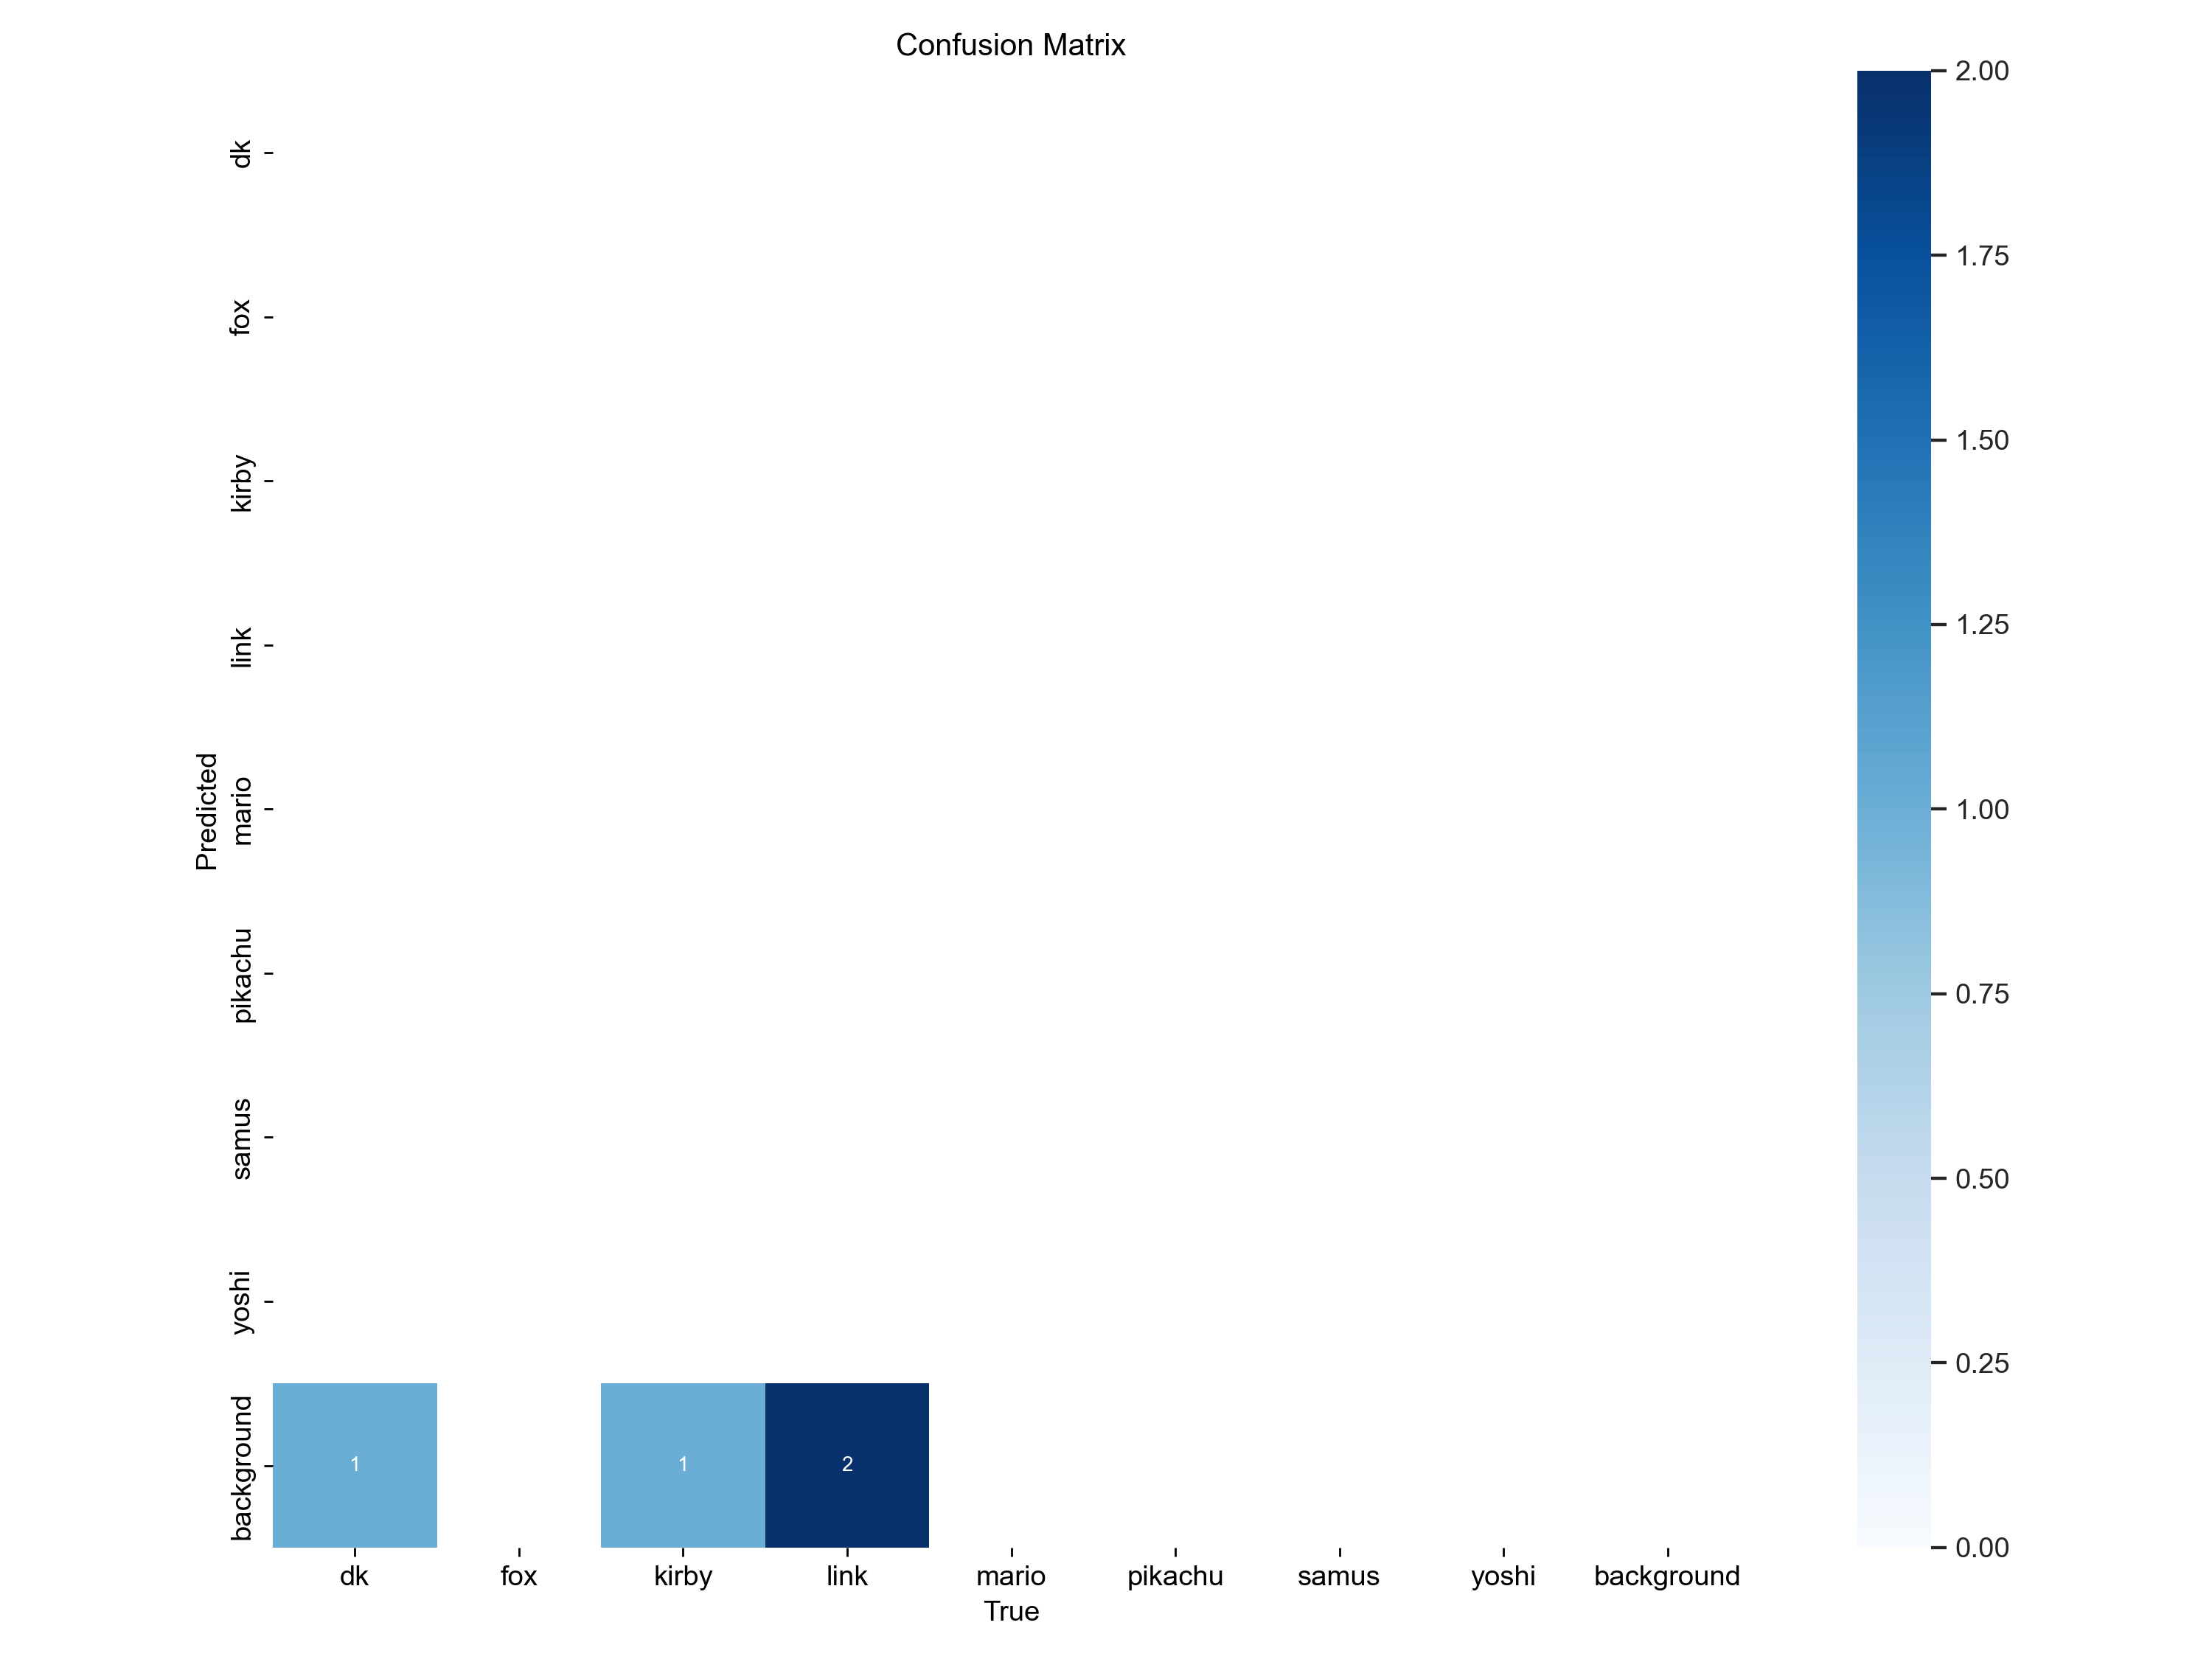 Confusion Matrix
Predicted
dk
fox
kirby
link
mario
pikachu
samus
yoshi
background
1
1
2
dk
fox
kirby
link
mario
pikachu
samus
yoshi
background
True
2.00
1.75
1.50
1.25
1.00
0.75
0.50
0.25
0.00